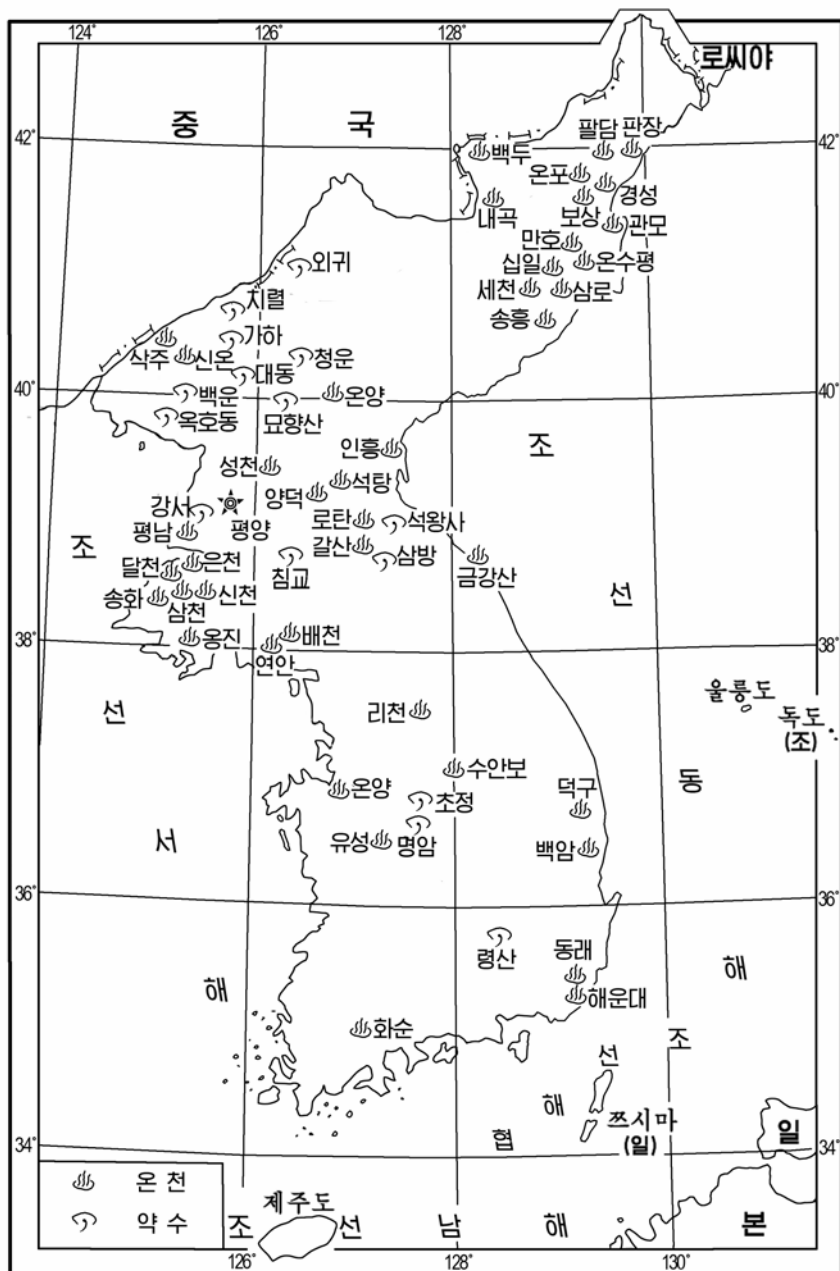 124° 126° 128°
로씨야
중 국
42° 42°
팔담 판장
백두
온포
경성
내곡 보상
관모
만호
외귀
십일 온수평
세천 삼로
치렬
송흥
가하
청운
삭주 신온
대동
40° 40°
백운 온양
묘향산
옥호동
인흥
조
성천
석탕
양덕
강서
로탄 석왕사
평양
평남
갈산
삼방
조
은천
달천
침교
금강산
신천
송화
선
삼천
38° 38°
옹진
배천
연안
울릉도
선
리천
독도
(조)
수안보
동
온양
덕구
초정
서
유성
명암
백암
36° 36°
령산
동래
해
해
해운대
화순
조
선
해
쯔시마
(일)
협
일
34° 34°
온 천
약 수
제주도
조 선 남 해
본
126° 128° 130°